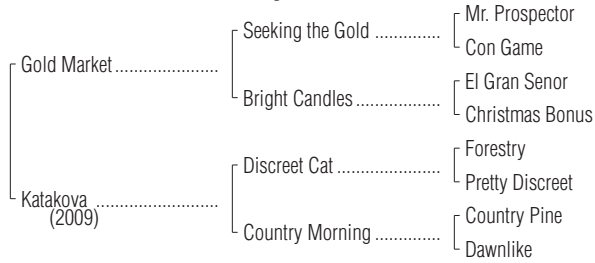 Mr. Prospector
Seeking the Gold ..............
Con Game
Gold Market ......................
El Gran Senor
Bright Candles ..................
Christmas Bonus
Forestry
Discreet Cat ......................
Pretty Discreet
Katakova ..........................
(2009)
Country Pine
Country Morning ..............
Dawnlike